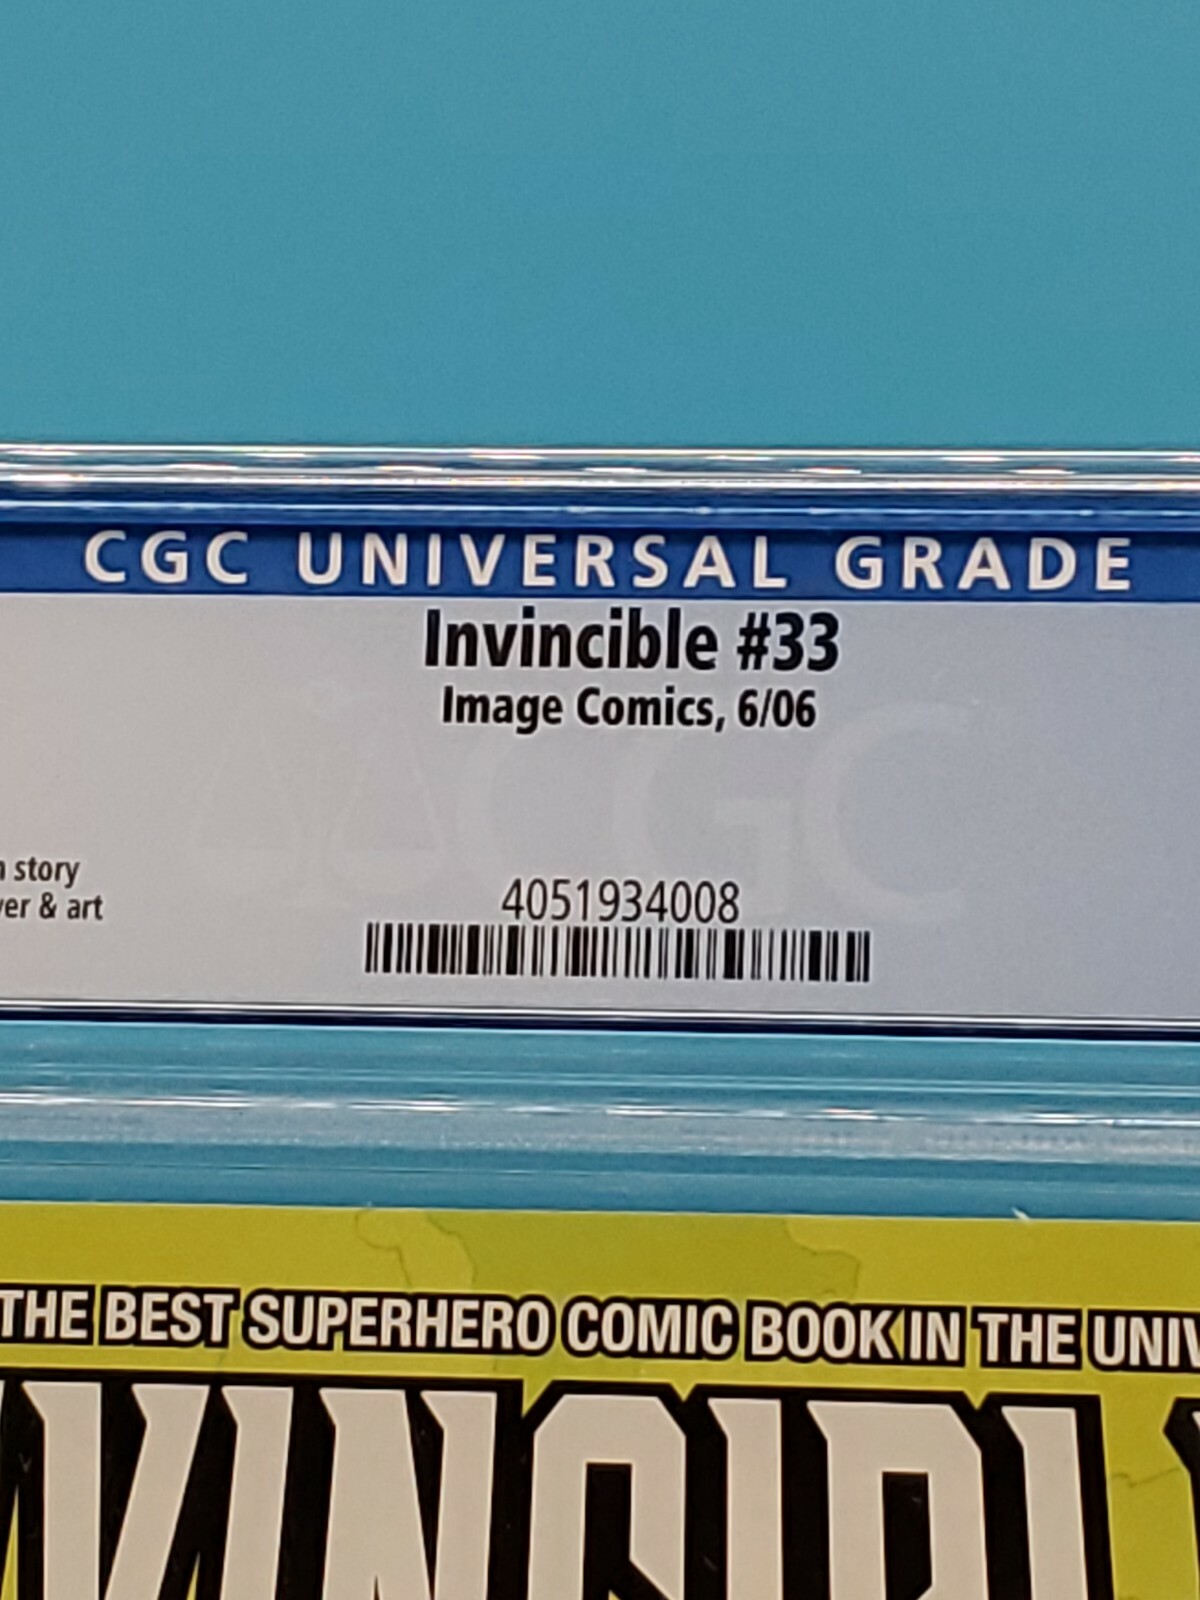 CGC UNIVERSAL GRADE
Invincible #33
Image Comics, 6/06
CGC
story
& art
4051934008
THE BEST SUPERHERO COMIC BOOK IN THE